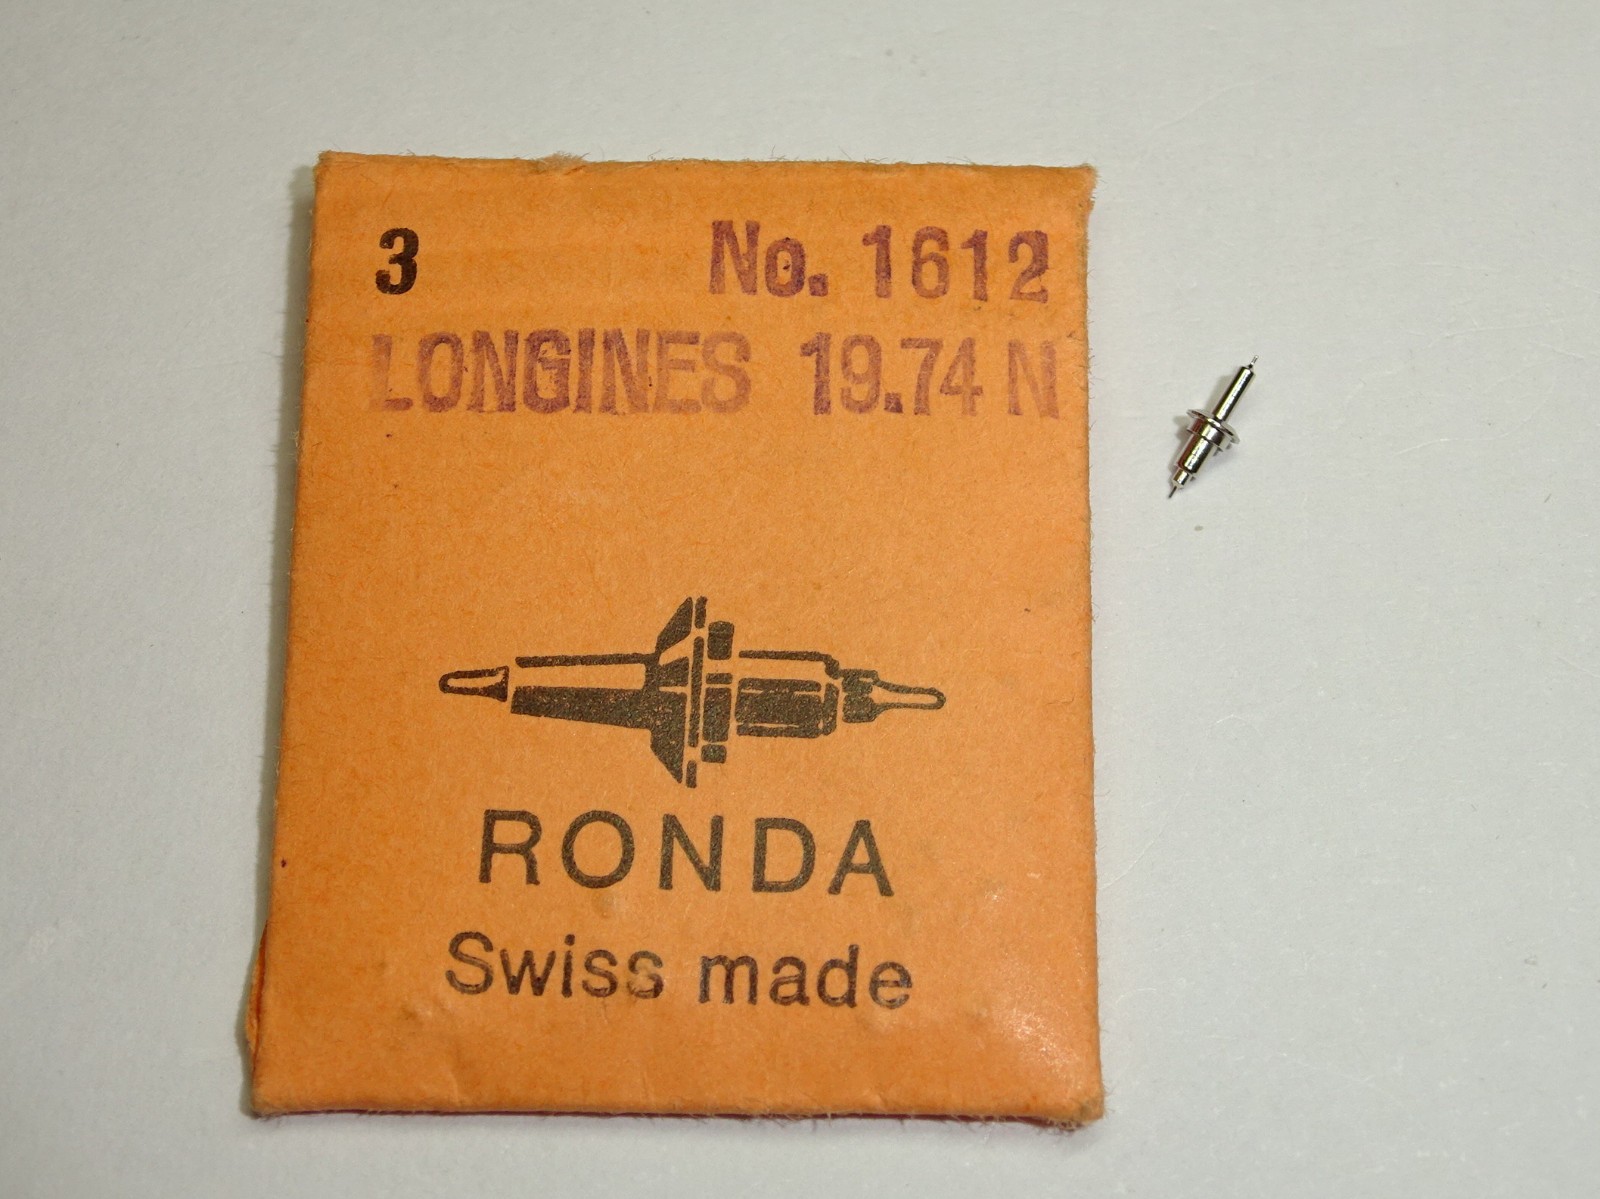 3 No. 1612
LONGINES 19.74 N
RONDA
Swiss made